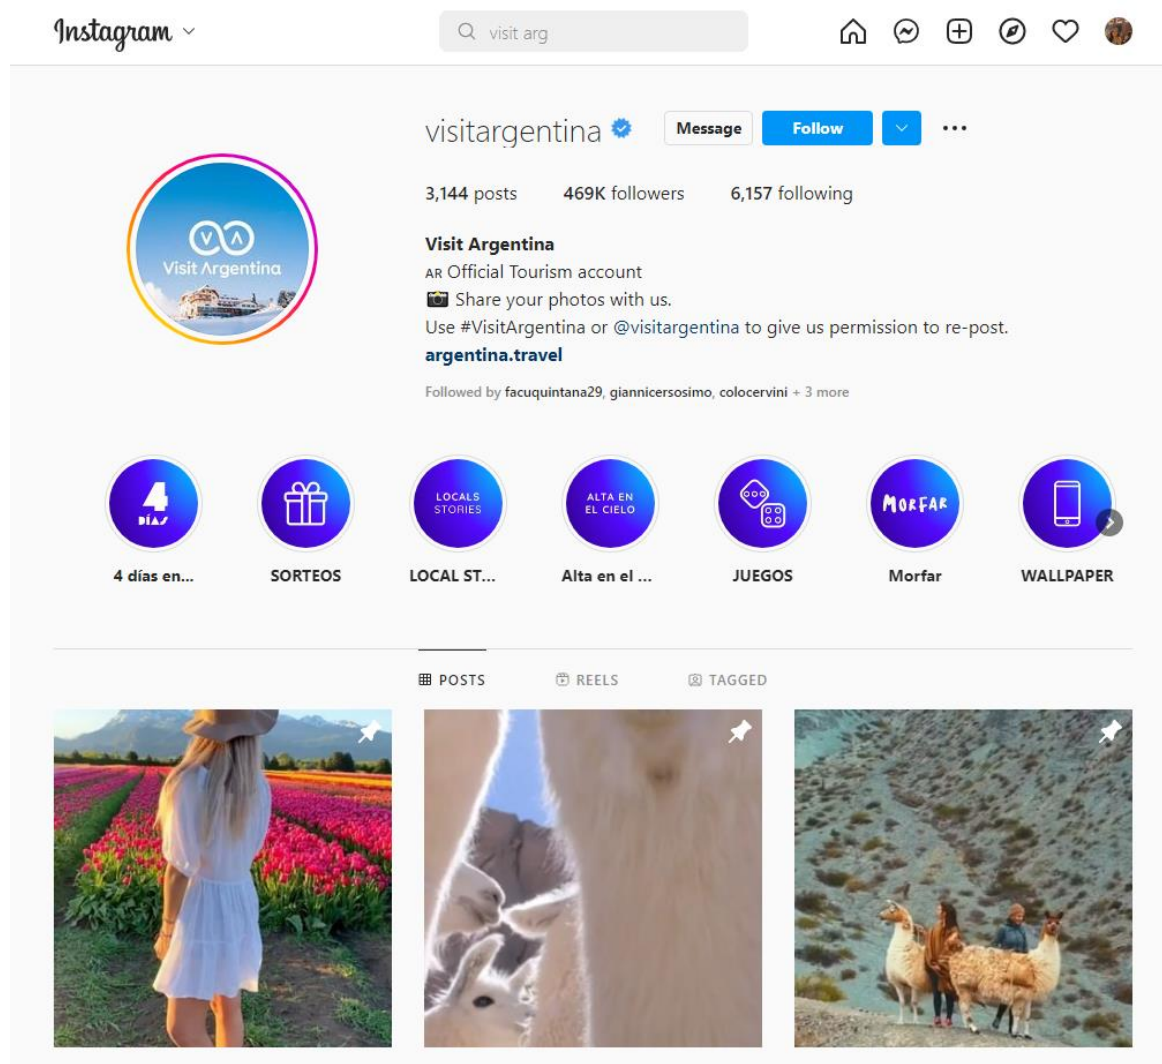 Instagram
visit arg
visitargentina
Message
Follow
3,144 posts 469K followers 6,157 following
Visit Argentina
AR Official Tourism account
Share your photos with us.
Use #VisitArgentina or @visitargentina to give us permission to re-post.
argentina.travel
Followed by facuquintana29, giannicersosimo, colocervini + 3 more
VA
Visit Argentina
4
DÍAS
LOCALS
STORIES
ALTA EN
EL CIELO
MORFAR
4 días en...
SORTEOS
LOCAL ST...
Alta en el ...
JUEGOS
Morfar
WALLPAPER
POSTS
REELS
TAGGED